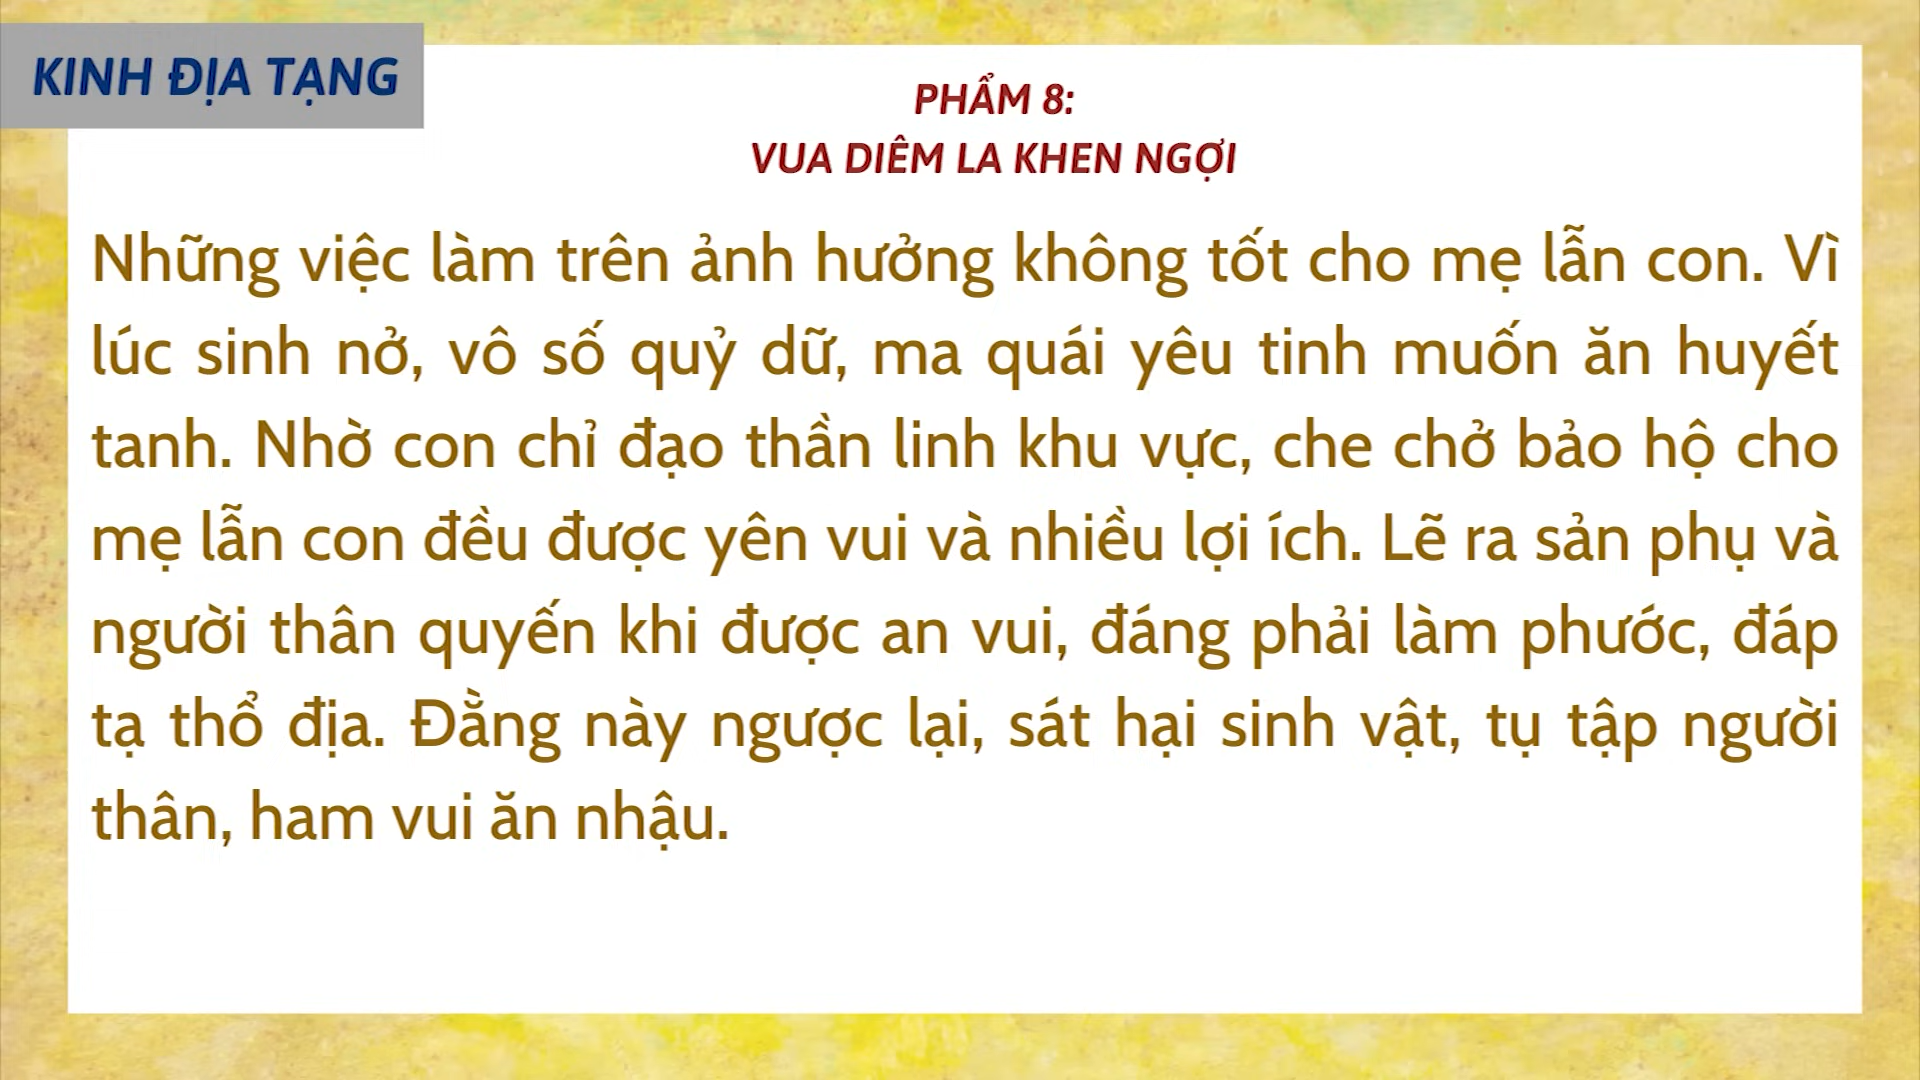 KINH ĐỊA TẠNG
PHẨM 8:
VUA DIÊM LA KHEN NGỢI
Những việc làm trên ảnh hưởng không tốt cho mẹ lẫn con. Vì
lúc sinh nở, vô số quỷ dữ, ma quái yêu tinh muốn ăn huyết
tanh. Nhờ con chỉ đạo thần linh khu vực, che chở bảo hộ cho
mẹ lẫn con đều được yên vui và nhiều lợi ích. Lẽ ra sản phụ và
người thân quyến khi được an vui, đáng phải làm phước, đáp
tạ thổ địa. Đằng này ngược lại, sát hại sinh vật, tụ tập người
thân, ham vui ăn nhậu.